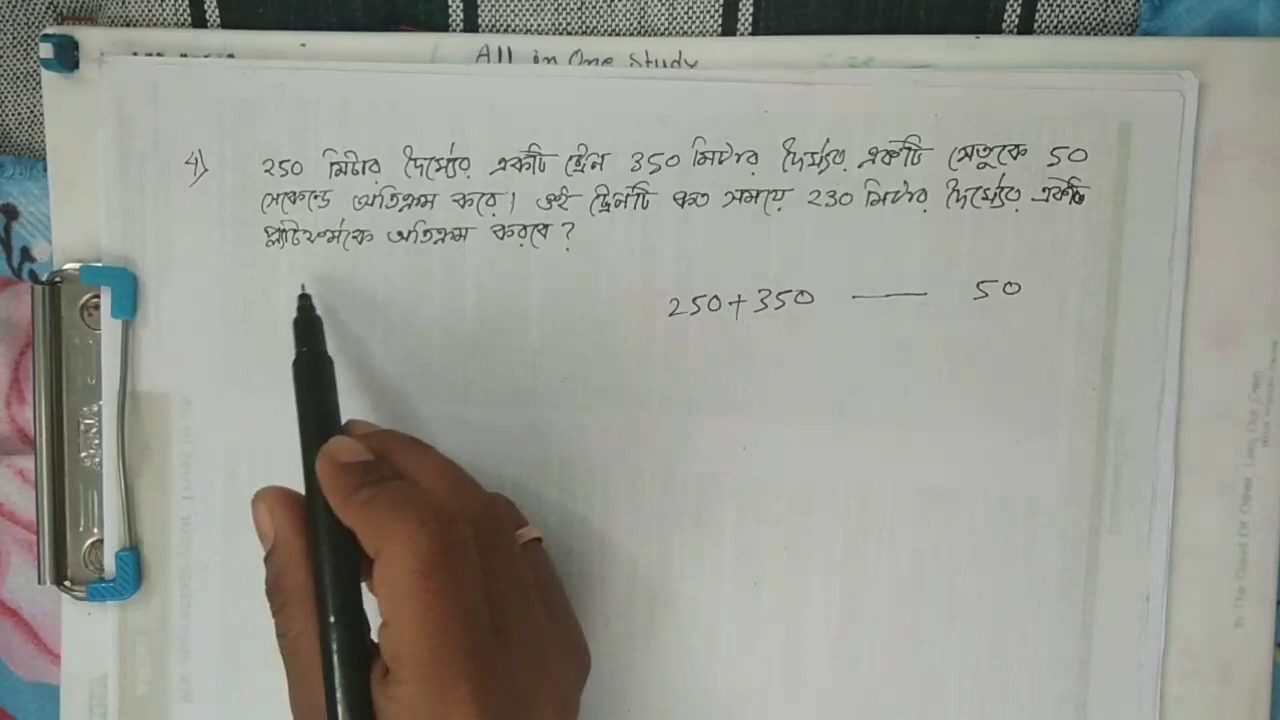 All in One Study
4) 250 মিটার দৈর্ঘ্যের একটি ট্রেন 350 মিটার দৈর্ঘ্যের একটি সেতুকে 50
সেকেন্ডে অতিক্রম করে। ওই ট্রেনটি কত সময়ে 230 মিটার দৈর্ঘ্যের একটি
প্ল্যাটফর্মকে অতিক্রম করবে?
250+350 — 50